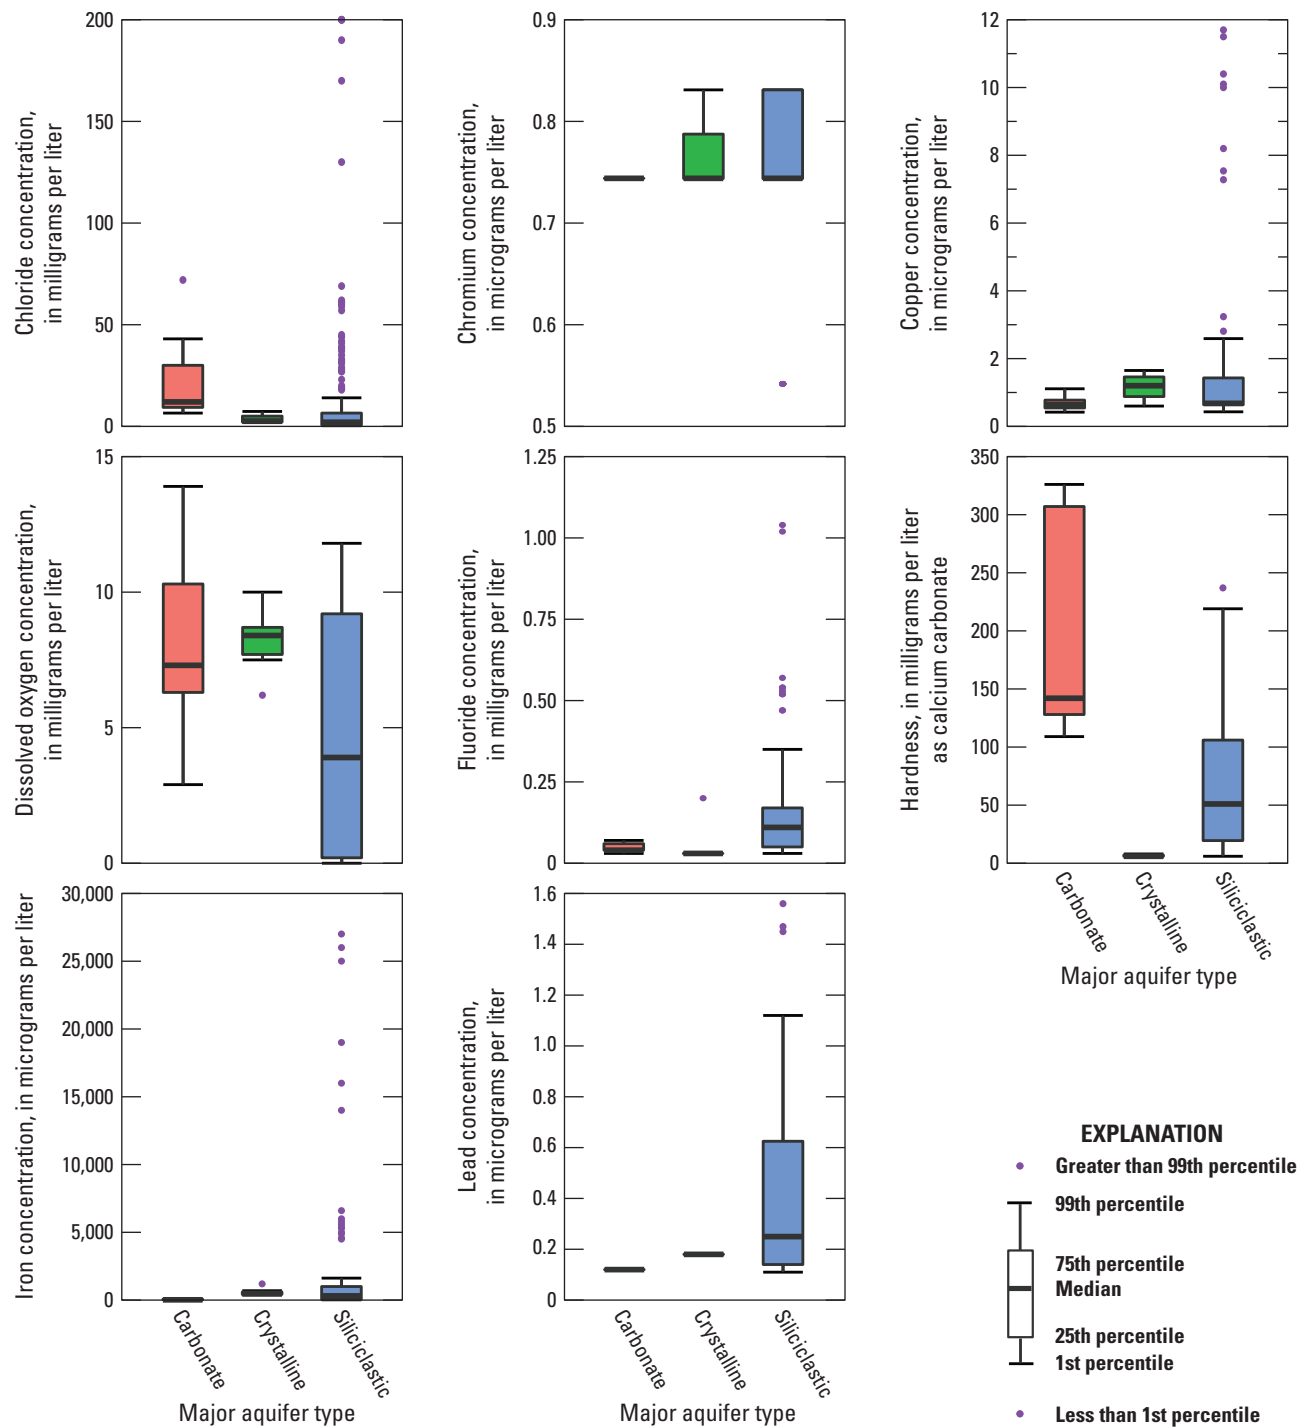 Chloride concentration,
in milligrams per liter
200
150
100
50
0
Chromium concentration,
in micrograms per liter
0.9
0.8
0.7
0.6
0.5
Copper concentration,
in micrograms per liter
12
10
8
6
4
2
0
Dissolved oxygen concentration,
in milligrams per liter
15
10
5
0
Fluoride concentration,
in milligrams per liter
1.25
1.00
0.75
0.50
0.25
0
Hardness, in milligrams per liter
as calcium carbonate
350
300
250
200
150
100
50
0
Carbonate
Crystalline
Siliciclastic
Major aquifer type
Iron concentration, in micrograms per liter
30,000
25,000
20,000
15,000
10,000
5,000
0
Carbonate
Crystalline
Siliciclastic
Major aquifer type
Lead concentration,
in micrograms per liter
1.6
1.4
1.2
1.0
0.8
0.6
0.4
0.2
0
Carbonate
Crystalline
Siliciclastic
Major aquifer type
EXPLANATION
Greater than 99th percentile
99th percentile
75th percentile
Median
25th percentile
1st percentile
Less than 1st percentile